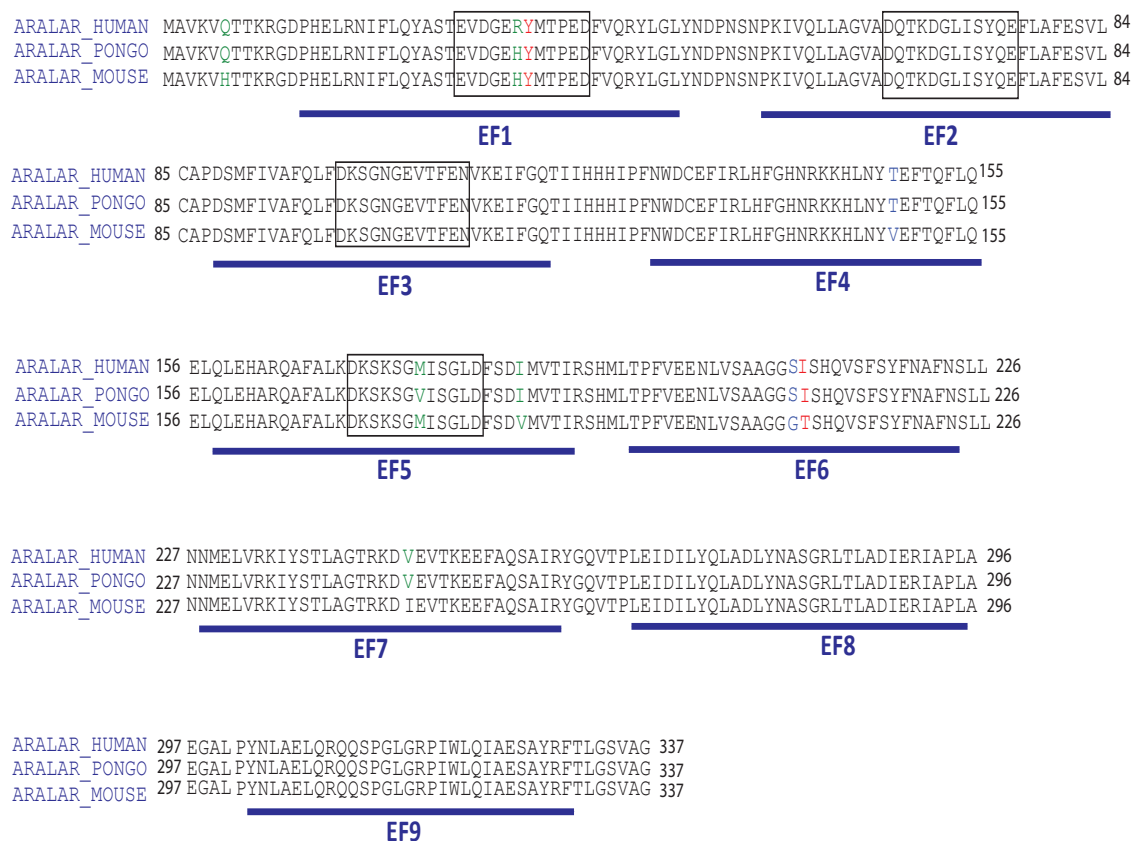 ARALAR_HUMAN MAVKVQTTKRGDPHELRNIFLQYASTEVDGERYMTPEDFVQRYLGLYNDPNSNPKIVQLLAGVADQTKDGLISYQEFLAFESVL 84
ARALAR_PONGO MAVKVQTTKRGDPHELRNIFLQYASTEVDGEHYMTPEDFVQRYLGLYNDPNSNPKIVQLLAGVADQTKDGLISYQEFLAFESVL 84
ARALAR_MOUSE MAVKVHTTKRGDPHELRNIFLQYASTEVDGEHYMTPEDFVQRYLGLYNDPNSNPKIVQLLAGVADQTKDGLISYQEFLAFESVL 84
EF1 EF2
ARALAR_HUMAN 85 CAPDSMFIVAFQLFDKSGNGEVTFENVKEIFGQTIIHHHIPFNWDCEFIRLHFGHNRKKHLNYTEFTQFLQ 155
ARALAR_PONGO 85 CAPDSMFIVAFQLFDKSGNGEVTFENVKEIFGQTIIHHHIPFNWDCEFIRLHFGHNRKKHLNYTEFTQFLQ 155
ARALAR_MOUSE 85 CAPDSMFIVAFQLFDKSGNGEVTFENVKEIFGQTIIHHHIPFNWDCEFIRLHFGHNRKKHLNYVEFTQFLQ 155
EF3 EF4
ARALAR_HUMAN 156 ELQLEHARQAFALKDKSKSGMISGLDFSDIMVTIRSHMLTPFVEENLVSAAGGSISHQVSFSYFNAFNSLL 226
ARALAR_PONGO 156 ELQLEHARQAFALKDKSKSGVISGLDFSDIMVTIRSHMLTPFVEENLVSAAGGSISHQVSFSYFNAFNSLL 226
ARALAR_MOUSE 156 ELQLEHARQAFALKDKSKSGMISGLDFSDVMVTIRSHMLTPFVEENLVSAAGGGTSHQVSFSYFNAFNSLL 226
EF5 EF6
ARALAR_HUMAN 227 NNMELVRKIYSTLAGTRKDVEVTKEEFAQSAIRYGQVTPLEIDILYQLADLYNASGRLTLADIERIAPLA 296
ARALAR_PONGO 227 NNMELVRKIYSTLAGTRKDVEVTKEEFAQSAIRYGQVTPLEIDILYQLADLYNASGRLTLADIERIAPLA 296
ARALAR_MOUSE 227 NNMELVRKIYSTLAGTRKDIEVTKEEFAQSAIRYGQVTPLEIDILYQLADLYNASGRLTLADIERIAPLA 296
EF7 EF8
ARALAR_HUMAN 297 EGALPYNLAELQRQQSPGLGRPIWLQIAESAYRFTLGSVAG 337
ARALAR_PONGO 297 EGALPYNLAELQRQQSPGLGRPIWLQIAESAYRFTLGSVAG 337
ARALAR_MOUSE 297 EGALPYNLAELQRQQSPGLGRPIWLQIAESAYRFTLGSVAG 337
EF9